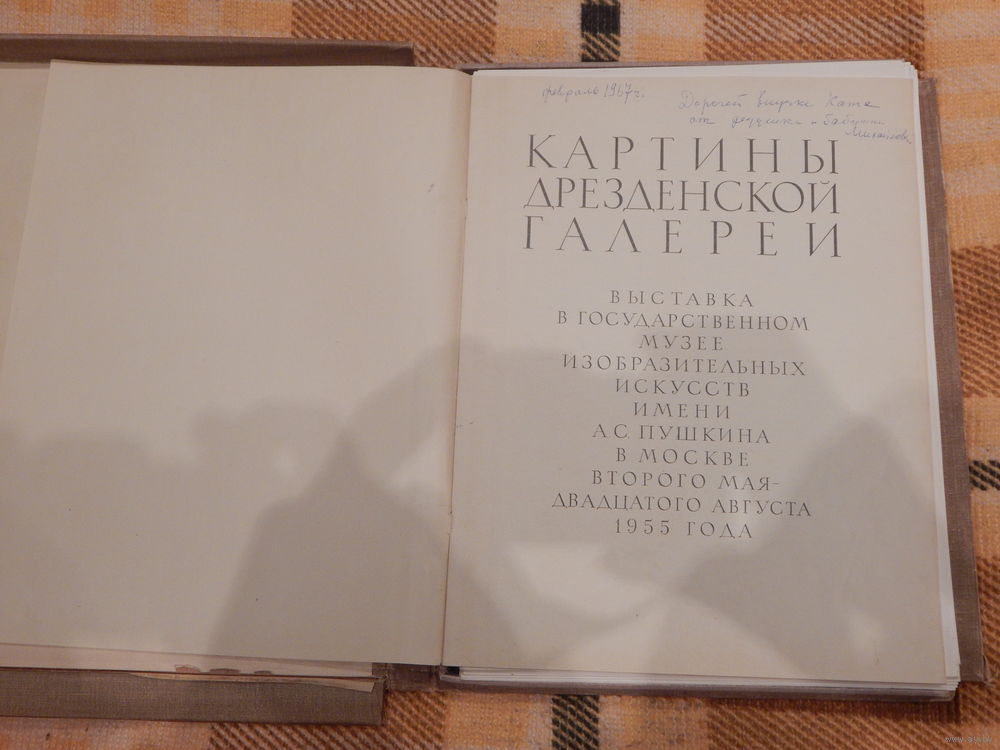 февраль 1967г.
Дорогой внучке Кате
от дедушки и бабушки
КАРТИНЫ
ДРЕЗДЕНСКОЙ
ГАЛЕРЕИ
ВЫСТАВКА
В ГОСУДАРСТВЕННОМ
МУЗЕЕ
ИЗОБРАЗИТЕЛЬНЫХ
ИСКУССТВ
ИМЕНИ
А.С. ПУШКИНА
В МОСКВЕ
ВТОРОГО МАЯ-
ДВАДЦАТОГО АВГУСТА
1955 ГОДА